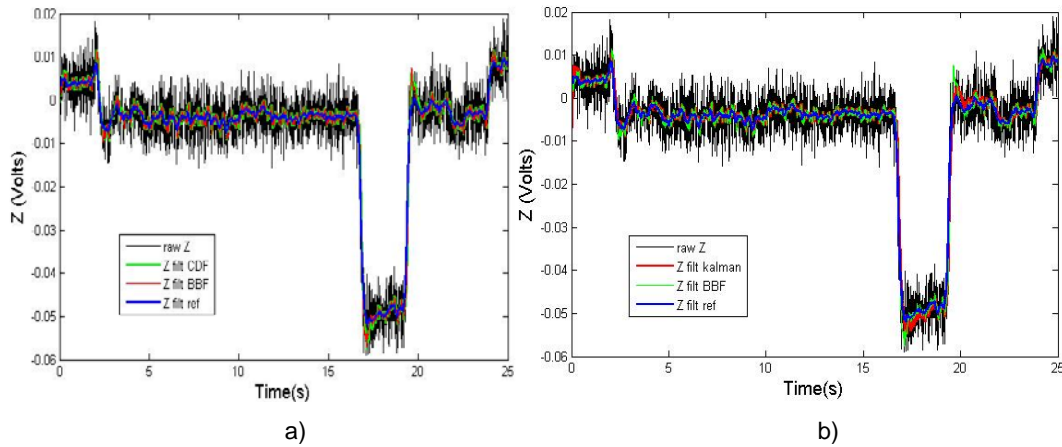 0.02
0.01
0
0.01
0.02
-0.03
-0.04
-0.05
-0.06
Z (Volts)
raw Z
Z filt CDF
Z filt BBF
Z filt ref
0 5 10 15 20 25
Time(s)
a)
0.02
0.01
0
-0.01
-0.02
-0.03
-0.04
-0.05
-0.06
Z (Volts)
raw Z
Z filt kalman
Z filt BBF
Z filt ref
0 5 10 15 20 25
Time(s)
b)